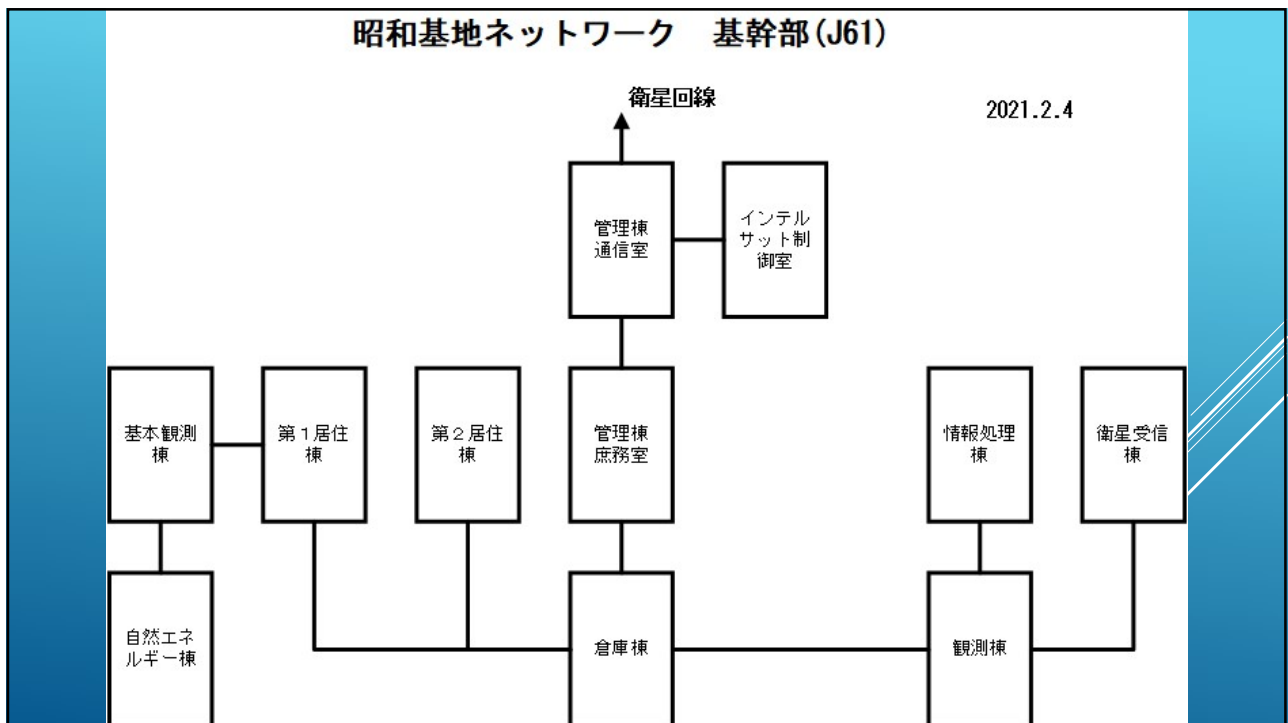 昭和基地ネットワーク 基幹部(J61)
衛星回線
2021.2.4
管理棟
通信室
インテル
サット制
御室
基本観測
棟
第1居住
棟
第2居住
棟
管理棟
庶務室
情報処理
棟
衛星受信
棟
自然エネ
ルギー棟
倉庫棟
観測棟